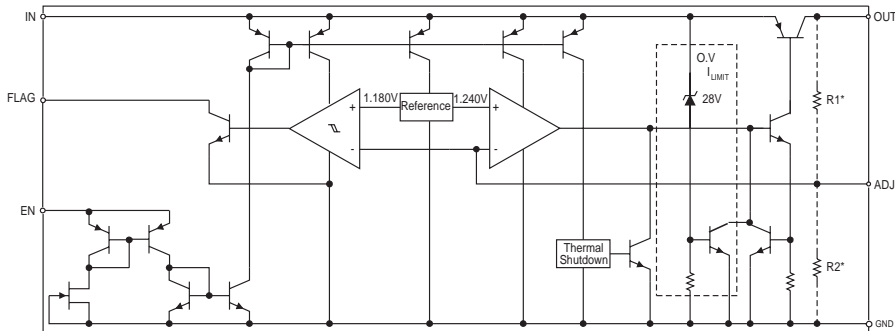 IN
OUT
O.V
ILIMIT
28V
R1*
FLAG
1.180V
Reference
1.240V
+
+
-
-
ADJ
EN
Thermal
Shutdown
R2*
GND